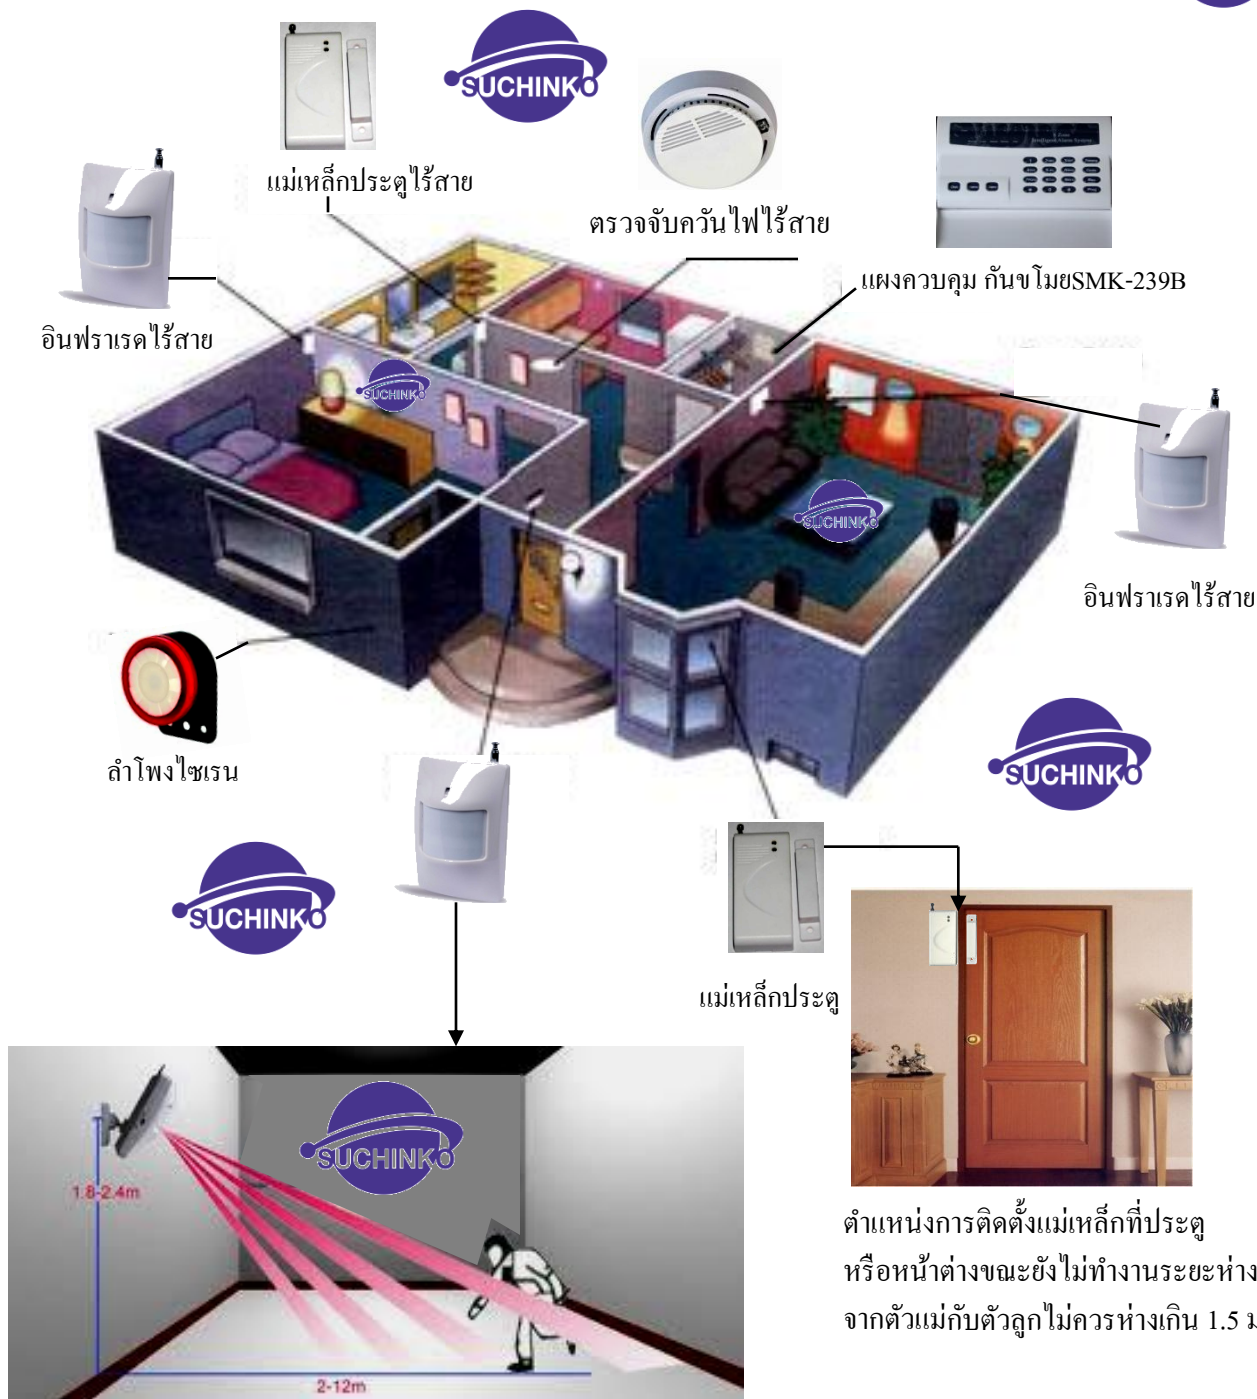 SUCHINKO
แม่เหล็กประตูไร้สาย
ตรวจจับควันไฟไร้สาย
แผงควบคุม กันขโมยSMK-239B
อินฟราเรดไร้สาย
SUCHINKO
SUCHINKO
อินฟราเรดไร้สาย
ลำโพงไซเรน
SUCHINKO
SUCHINKO
แม่เหล็กประตู
SUCHINKO
1.8-2.4m
2-12m
ตำแหน่งการติดตั้งแม่เหล็กที่ประตู
หรือหน้าต่างขณะยังไม่ทำงานระยะห่าง
จากตัวแม่กับตัวลูกไม่ควรห่างเกิน 1.5 ม